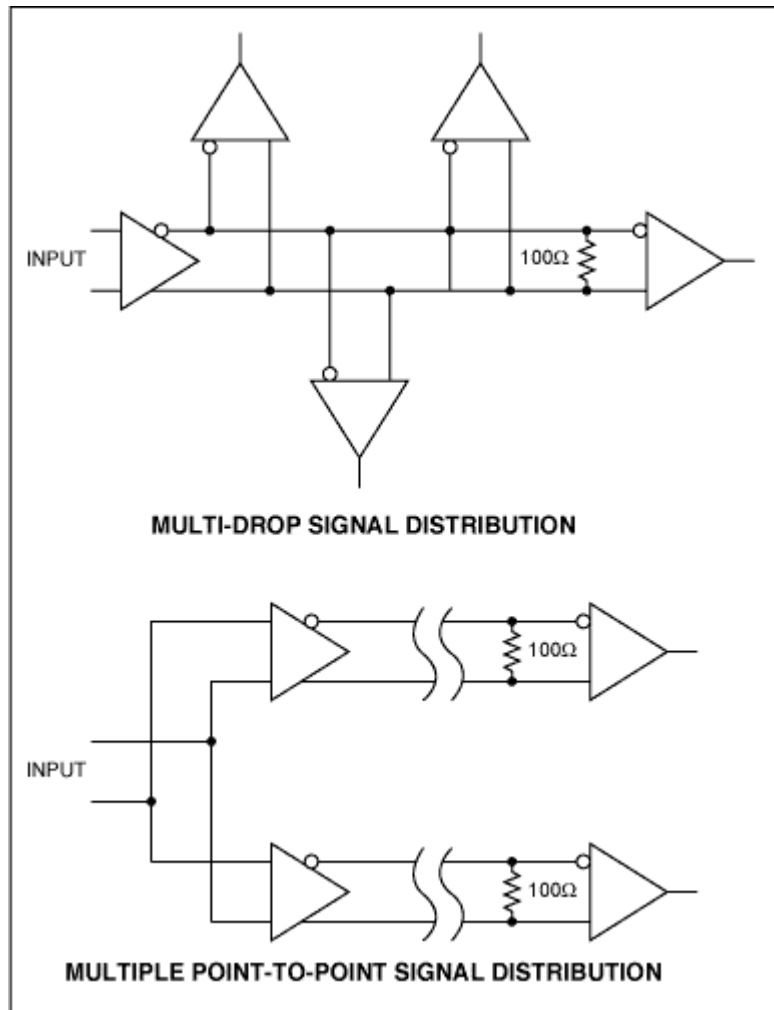 INPUT
100Ω
MULTI-DROP SIGNAL DISTRIBUTION
100Ω
INPUT
100Ω
MULTIPLE POINT-TO-POINT SIGNAL DISTRIBUTION